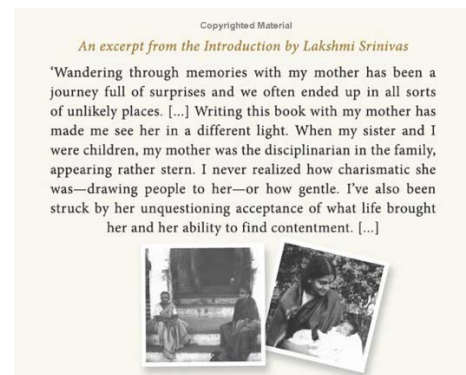 Copyrighted Material
An excerpt from the Introduction by Lakshmi Srinivas
‘Wandering through memories with my mother has been a
journey full of surprises and we often ended up in all sorts
of unlikely places. [...] Writing this book with my mother has
made me see her in a different light. When my sister and I
were children, my mother was the disciplinarian in the family,
appearing rather stern. I never realized how charismatic she
was—drawing people to her—or how gentle. I’ve also been
struck by her unquestioning acceptance of what life brought
her and her ability to find contentment. [...]